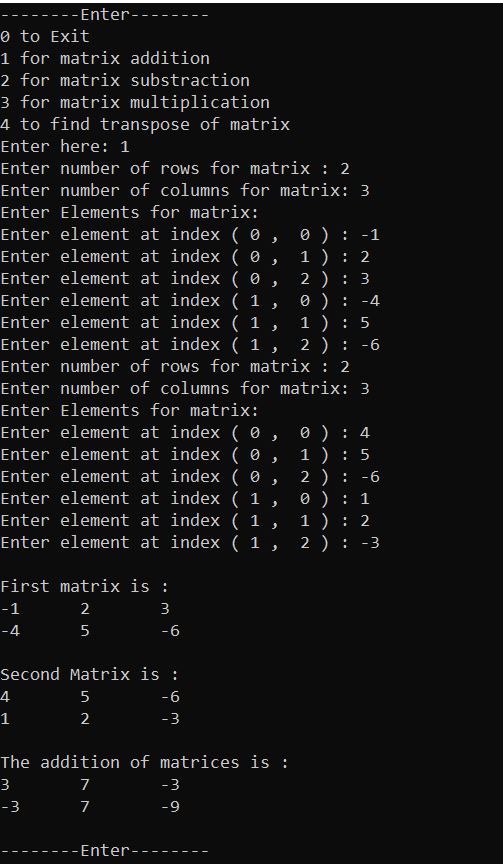 --------Enter--------
0 to Exit
1 for matrix addition
2 for matrix substraction
3 for matrix multiplication
4 to find transpose of matrix
Enter here: 1
Enter number of rows for matrix : 2
Enter number of columns for matrix: 3
Enter Elements for matrix:
Enter element at index ( 0 ,  0 ) : -1
Enter element at index ( 0 ,  1 ) : 2
Enter element at index ( 0 ,  2 ) : 3
Enter element at index ( 1 ,  0 ) : -4
Enter element at index ( 1 ,  1 ) : 5
Enter element at index ( 1 ,  2 ) : -6
Enter number of rows for matrix : 2
Enter number of columns for matrix: 3
Enter Elements for matrix:
Enter element at index ( 0 ,  0 ) : 4
Enter element at index ( 0 ,  1 ) : 5
Enter element at index ( 0 ,  2 ) : -6
Enter element at index ( 1 ,  0 ) : 1
Enter element at index ( 1 ,  1 ) : 2
Enter element at index ( 1 ,  2 ) : -3

First matrix is :
-1      2       3
-4      5       -6

Second Matrix is :
4       5       -6
1       2       -3

The addition of matrices is :
3       7       -3
-3      7       -9

--------Enter--------